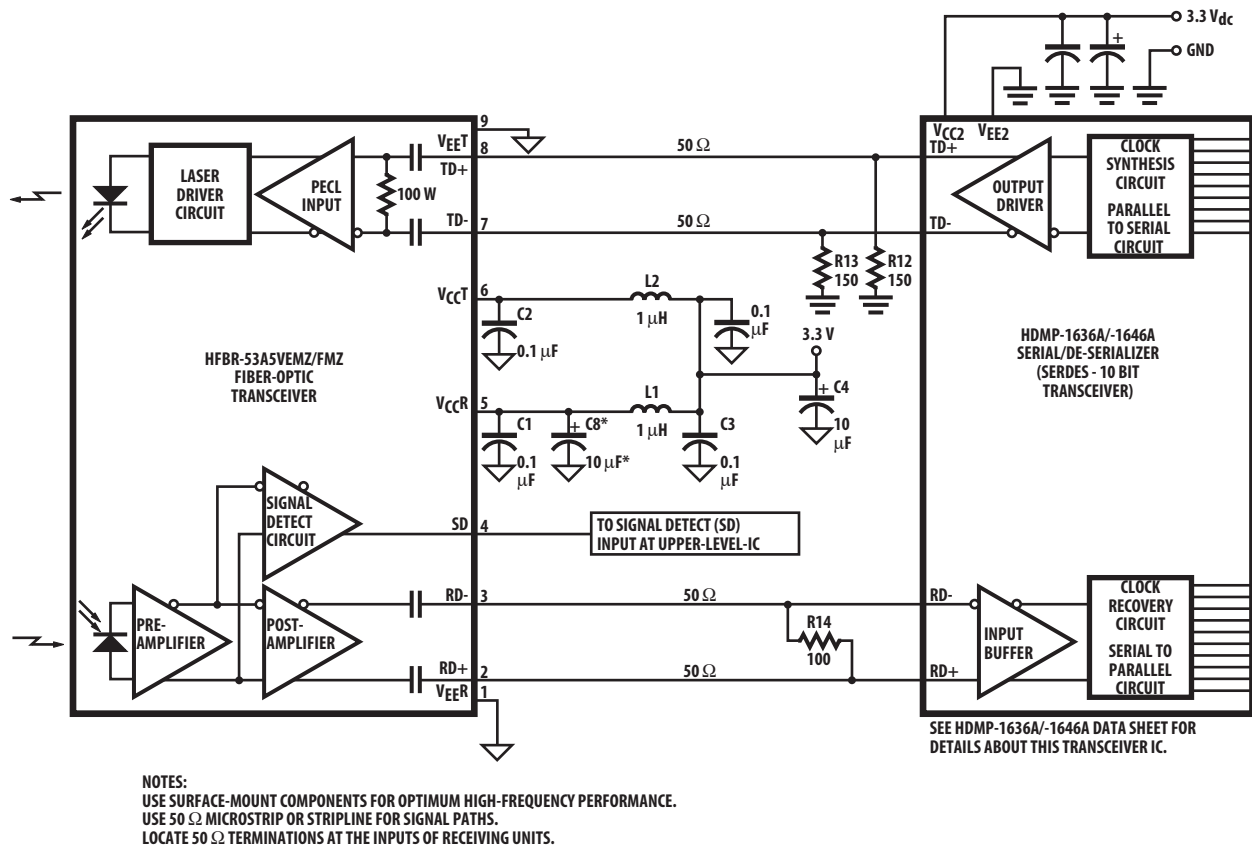 3.3 Vdc
+
GND
VCC2
VEE2
9
VEET
8
TD+
50 Ω
TD+
LASER
DRIVER
CIRCUIT
PECL
INPUT
100 W
OUTPUT
DRIVER
CLOCK
SYNTHESIS
CIRCUIT
PARALLEL
TO SERIAL
CIRCUIT
TD-
7
50 Ω
TD-
R13
150
R12
150
VCCT
6
L2
1 μH
C2
0.1 μF
0.1
μF
3.3 V
HFBR-53A5VEMZ/FMZ
FIBER-OPTIC
TRANSCEIVER
HDMP-1636A/-1646A
SERIAL/DE-SERIALIZER
(SERDES - 10 BIT
TRANSCEIVER)
VCCR
5
L1
1 μH
+ C4
10
μF
C1
0.1
μF
+ C8*
10 μF*
C3
0.1
μF
SIGNAL
DETECT
CIRCUIT
SD
4
TO SIGNAL DETECT (SD)
INPUT AT UPPER-LEVEL-IC
RD-
3
50 Ω
RD-
PRE-
AMPLIFIER
POST-
AMPLIFIER
R14
100
INPUT
BUFFER
CLOCK
RECOVERY
CIRCUIT
SERIAL TO
PARALLEL
CIRCUIT
RD+
2
50 Ω
RD+
VEER
1
SEE HDMP-1636A/-1646A DATA SHEET FOR
DETAILS ABOUT THIS TRANSCEIVER IC.
NOTES:
USE SURFACE-MOUNT COMPONENTS FOR OPTIMUM HIGH-FREQUENCY PERFORMANCE.
USE 50 Ω MICROSTRIP OR STRIPLINE FOR SIGNAL PATHS.
LOCATE 50 Ω TERMINATIONS AT THE INPUTS OF RECEIVING UNITS.